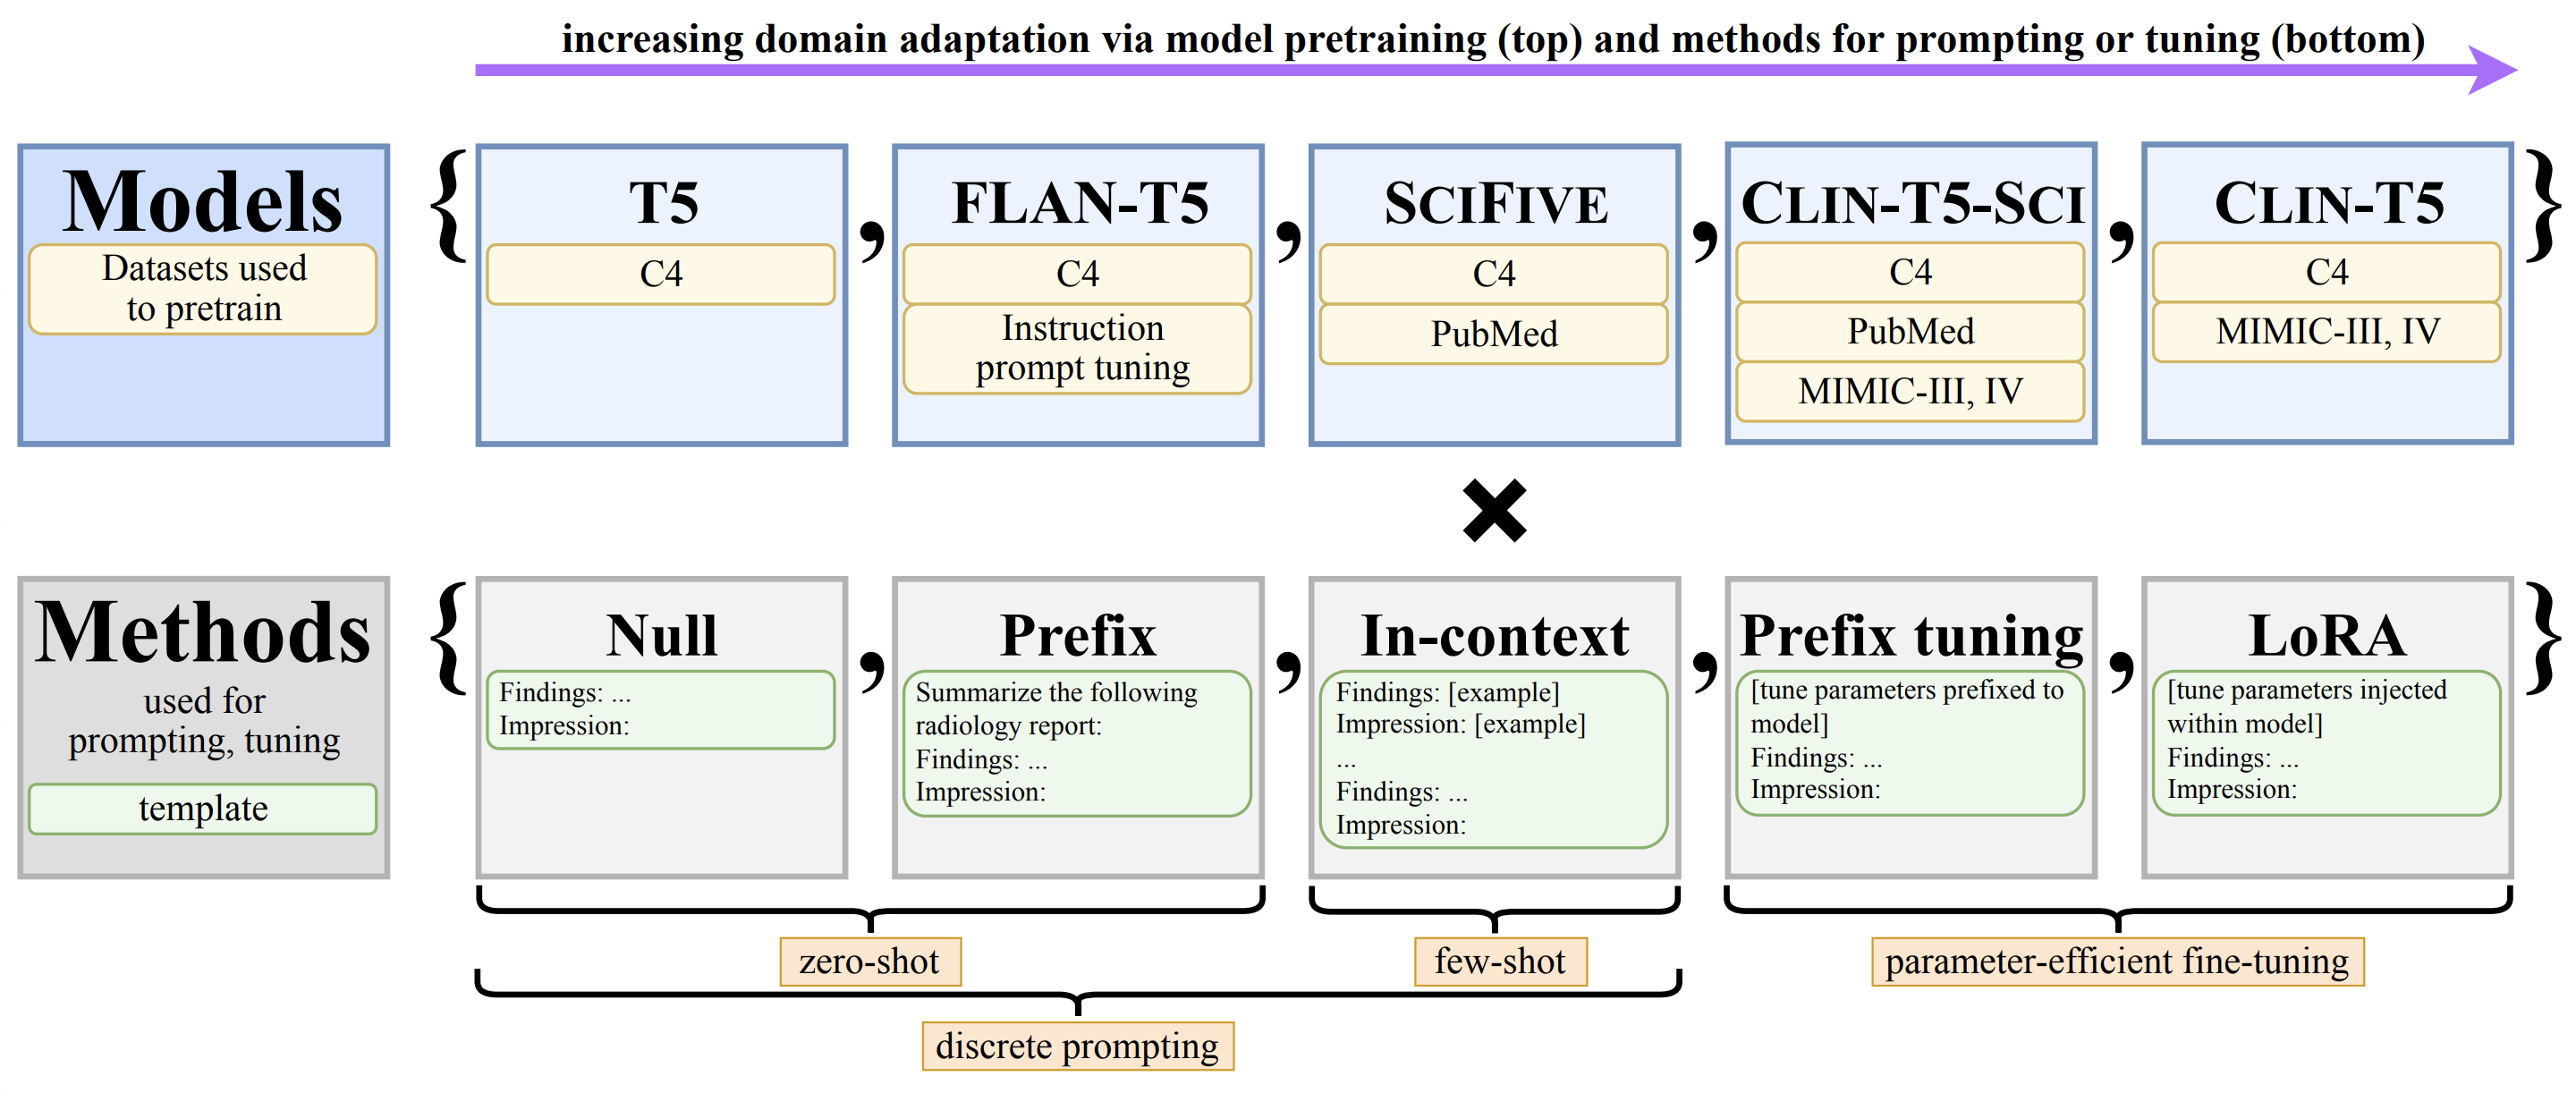 increasing domain adaptation via model pretraining (top) and methods for prompting or tuning (bottom)
Models
Datasets used
to pretrain
{
T5
C4
,
FLAN-T5
C4
Instruction
prompt tuning
,
SCIFIVE
C4
PubMed
,
CLIN-T5-SCI
C4
PubMed
MIMIC-III, IV
,
CLIN-T5
C4
MIMIC-III, IV
}
×
Methods
used for
prompting, tuning
template
{
Null
Findings: ...
Impression:
,
Prefix
Summarize the following
radiology report:
Findings: ...
Impression:
,
In-context
Findings: [example]
Impression: [example]
...
Findings: ...
Impression:
,
Prefix tuning
[tune parameters prefixed to
model]
Findings: ...
Impression:
,
LoRA
[tune parameters injected
within model]
Findings: ...
Impression:
}
zero-shot
few-shot
parameter-efficient fine-tuning
discrete prompting